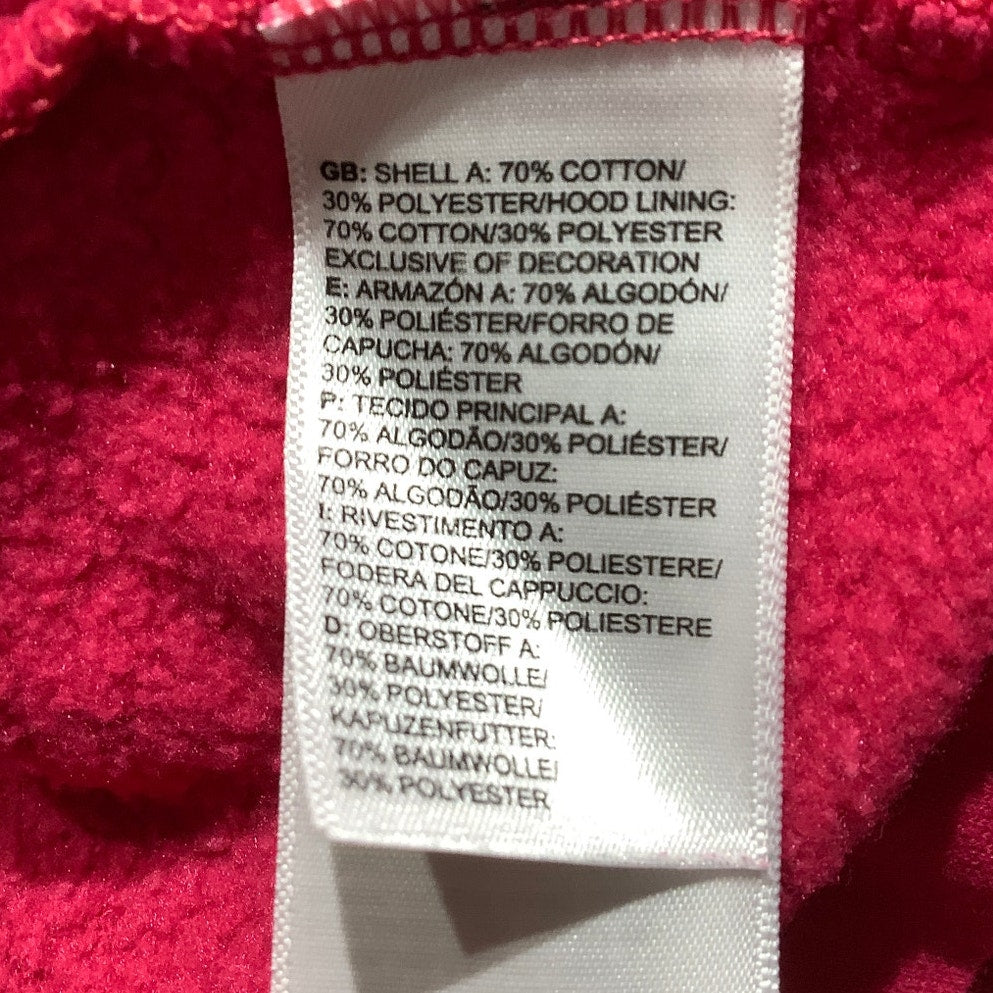 GB: SHELL A: 70% COTTON/
30% POLYESTER/HOOD LINING:
70% COTTON/30% POLYESTER
EXCLUSIVE OF DECORATION
E: ARMAZÓN A: 70% ALGODÓN/
30% POLIÉSTER/FORRO DE
CAPUCHA: 70% ALGODÓN/
30% POLIÉSTER
P: TECIDO PRINCIPAL A:
70% ALGODÃO/30% POLIÉSTER/
FORRO DO CAPUZ:
70% ALGODÃO/30% POLIÉSTER
I: RIVESTIMENTO A:
70% COTONE/30% POLIESTERE/
FODERA DEL CAPPUCCIO:
70% COTONE/30% POLIESTERE
D: OBERSTOFF A:
70% BAUMWOLLE/
30% POLYESTER/
KAPUZENFUTTER:
70% BAUMWOLLE/
30% POLYESTER